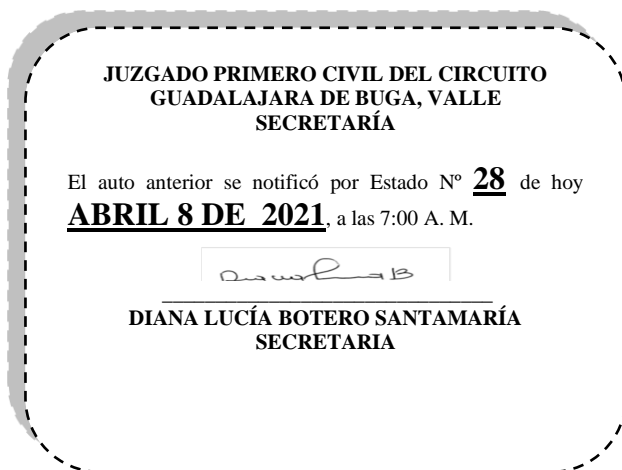 JUZGADO PRIMERO CIVIL DEL CIRCUITO
GUADALAJARA DE BUGA, VALLE
SECRETARÍA
El auto anterior se notificó por Estado Nº 28 de hoy
ABRIL 8 DE 2021, a las 7:00 A. M.
DIANA LUCÍA BOTERO SANTAMARÍA
SECRETARIA